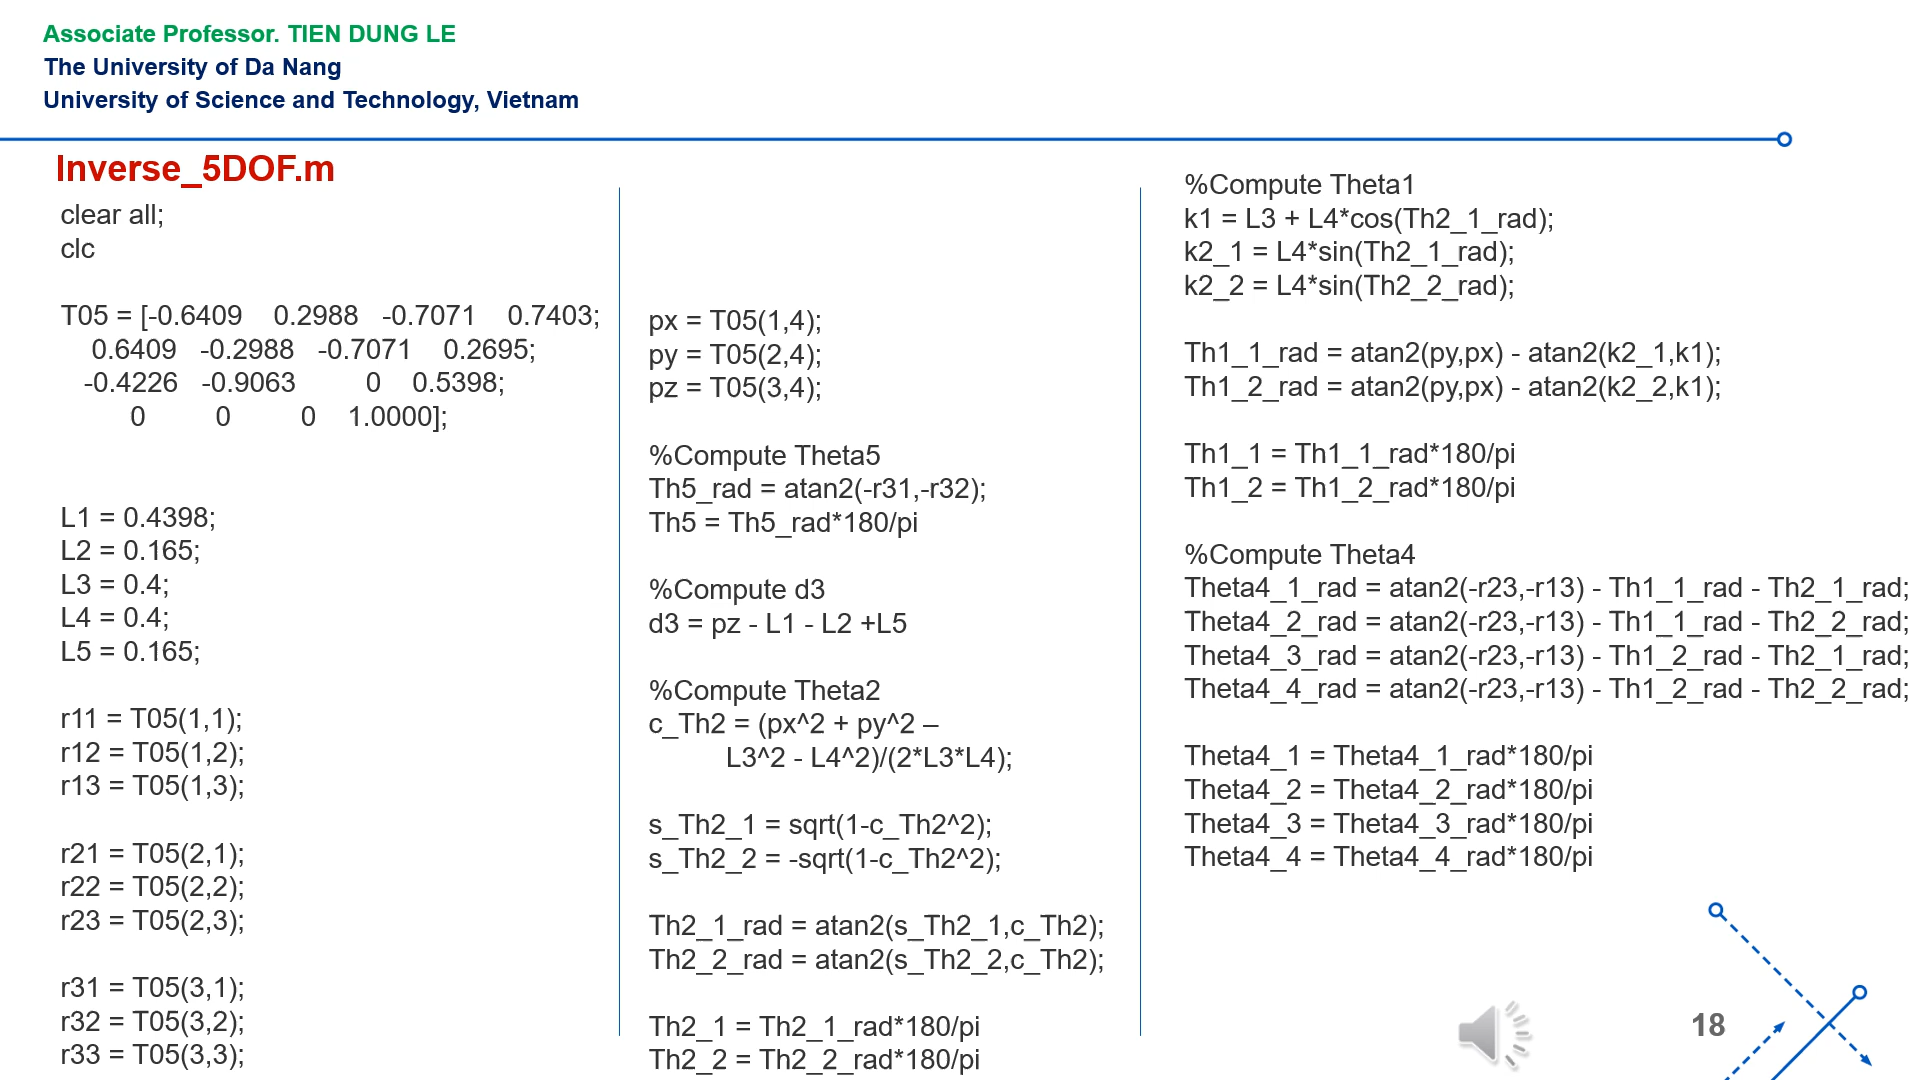 Associate Professor. TIEN DUNG LE
The University of Da Nang
University of Science and Technology, Vietnam
Inverse_5DOF.m
clear all;
clc
T05 = [-0.6409 0.2988 -0.7071 0.7403;
0.6409 -0.2988 -0.7071 0.2695;
-0.4226 -0.9063 0 0.5398;
0 0 0 1.0000];
L1 = 0.4398;
L2 = 0.165;
L3 = 0.4;
L4 = 0.4;
L5 = 0.165;
r11 = T05(1,1);
r12 = T05(1,2);
r13 = T05(1,3);
r21 = T05(2,1);
r22 = T05(2,2);
r23 = T05(2,3);
r31 = T05(3,1);
r32 = T05(3,2);
r33 = T05(3,3);
px = T05(1,4);
py = T05(2,4);
pz = T05(3,4);
%Compute Theta5
Th5_rad = atan2(-r31,-r32);
Th5 = Th5_rad*180/pi
%Compute d3
d3 = pz - L1 - L2 +L5
%Compute Theta2
c_Th2 = (px^2 + py^2 –
L3^2 - L4^2)/(2*L3*L4);
s_Th2_1 = sqrt(1-c_Th2^2);
s_Th2_2 = -sqrt(1-c_Th2^2);
Th2_1_rad = atan2(s_Th2_1,c_Th2);
Th2_2_rad = atan2(s_Th2_2,c_Th2);
Th2_1 = Th2_1_rad*180/pi
Th2_2 = Th2_2_rad*180/pi
%Compute Theta1
k1 = L3 + L4*cos(Th2_1_rad);
k2_1 = L4*sin(Th2_1_rad);
k2_2 = L4*sin(Th2_2_rad);
Th1_1_rad = atan2(py,px) - atan2(k2_1,k1);
Th1_2_rad = atan2(py,px) - atan2(k2_2,k1);
Th1_1 = Th1_1_rad*180/pi
Th1_2 = Th1_2_rad*180/pi
%Compute Theta4
Theta4_1_rad = atan2(-r23,-r13) - Th1_1_rad - Th2_1_rad;
Theta4_2_rad = atan2(-r23,-r13) - Th1_1_rad - Th2_2_rad;
Theta4_3_rad = atan2(-r23,-r13) - Th1_2_rad - Th2_1_rad;
Theta4_4_rad = atan2(-r23,-r13) - Th1_2_rad - Th2_2_rad;
Theta4_1 = Theta4_1_rad*180/pi
Theta4_2 = Theta4_2_rad*180/pi
Theta4_3 = Theta4_3_rad*180/pi
Theta4_4 = Theta4_4_rad*180/pi
18